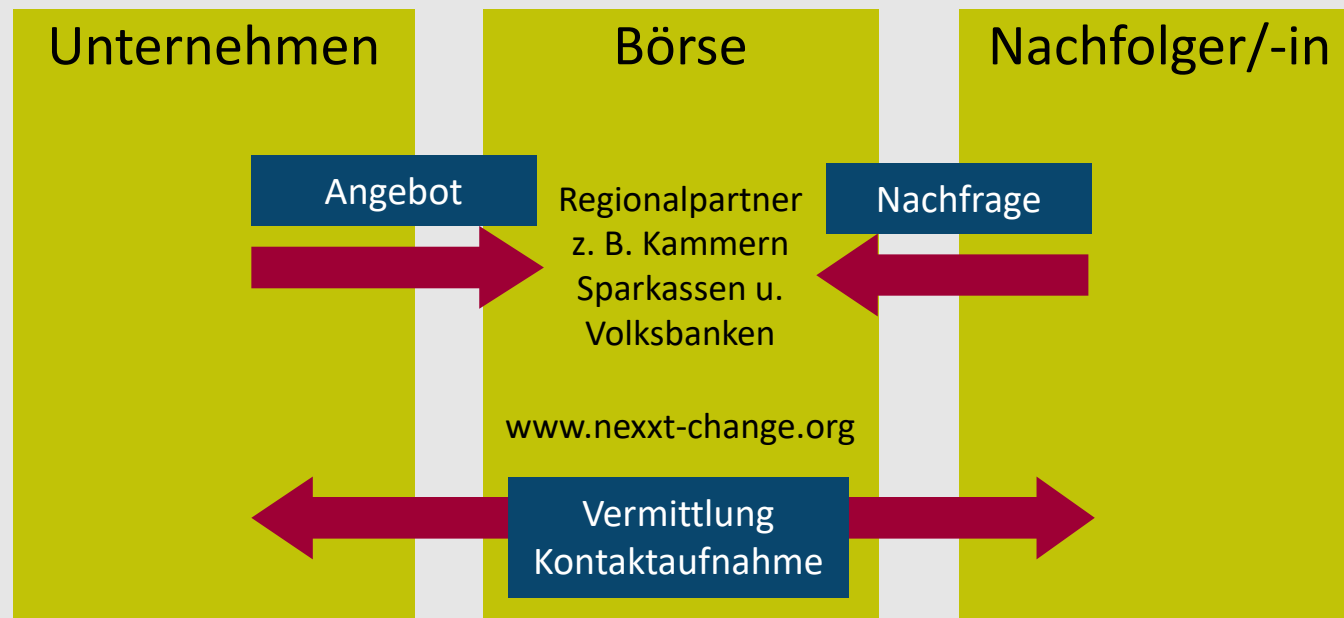 Unternehmen
Börse
Nachfolger/-in
Angebot
Regionalpartner
z. B. Kammern
Sparkassen u.
Volksbanken
Nachfrage
www.nexxt-change.org
Vermittlung
Kontaktaufnahme